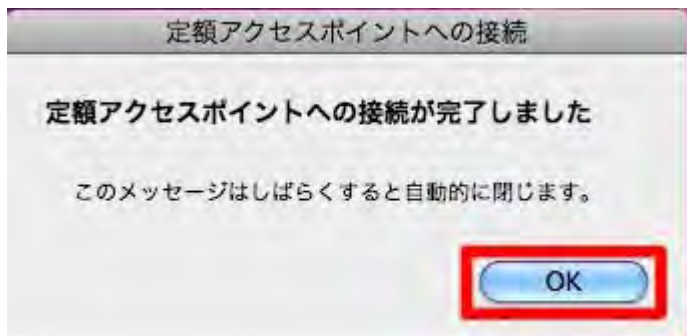 定額アクセスポイントへの接続
定額アクセスポイントへの接続が完了しました
このメッセージはしばらくすると自動的に閉じます。
OK